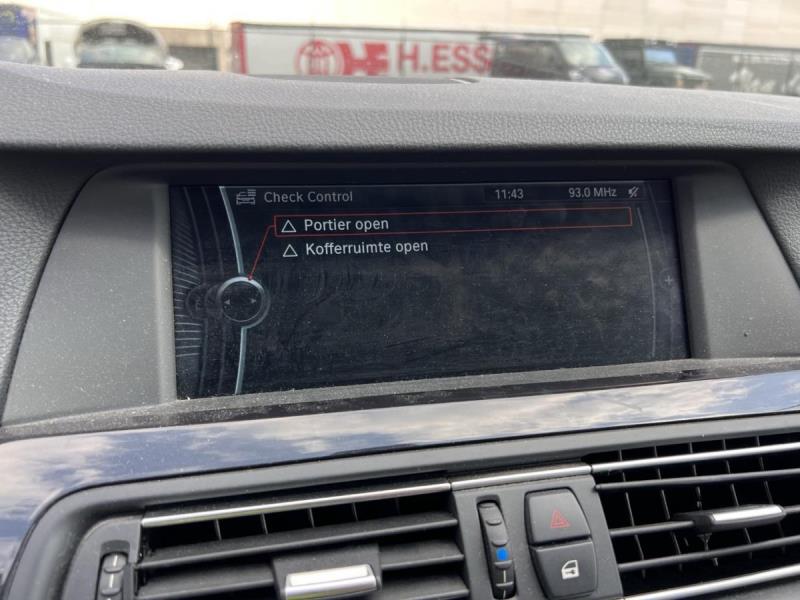 H.ESS
Check Control
11:43
93.0 MHz
Portier open
Kofferruimte open